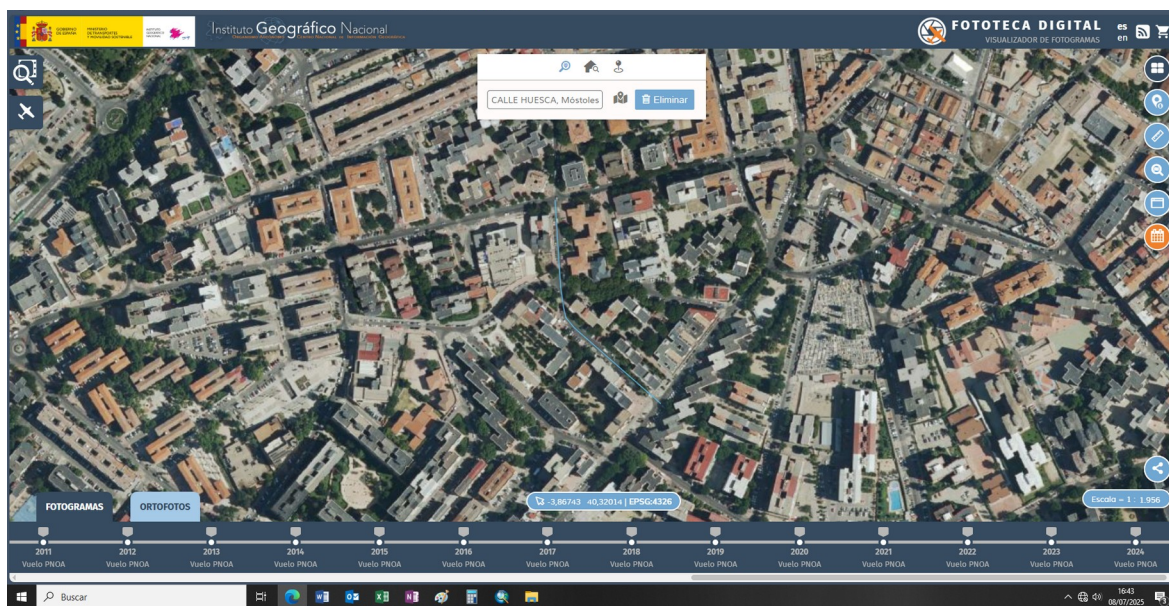 GOBIERNO DE ESPAÑA
MINISTERIO DE TRANSPORTES Y MOVILIDAD SOSTENIBLE
INSTITUTO GEOGRÁFICO NACIONAL
Instituto Geográfico Nacional
FOTOTECA DIGITAL
VISUALIZADOR DE FOTOGRAMAS
es
en
CALLE HUESCA, Móstoles
Eliminar
FOTOGRAMAS
ORTOFOTOS
-3,86743 40,32014 | EPSG:4326
Escala = 1 : 1.956
2011 2012 2013 2014 2015 2016 2017 2018 2019 2020 2021 2022 2023 2024
Vuelo PNOA Vuelo PNOA Vuelo PNOA Vuelo PNOA Vuelo PNOA Vuelo PNOA Vuelo PNOA Vuelo PNOA Vuelo PNOA Vuelo PNOA Vuelo PNOA Vuelo PNOA Vuelo PNOA Vuelo PNOA
Buscar
16:43
08/07/2025